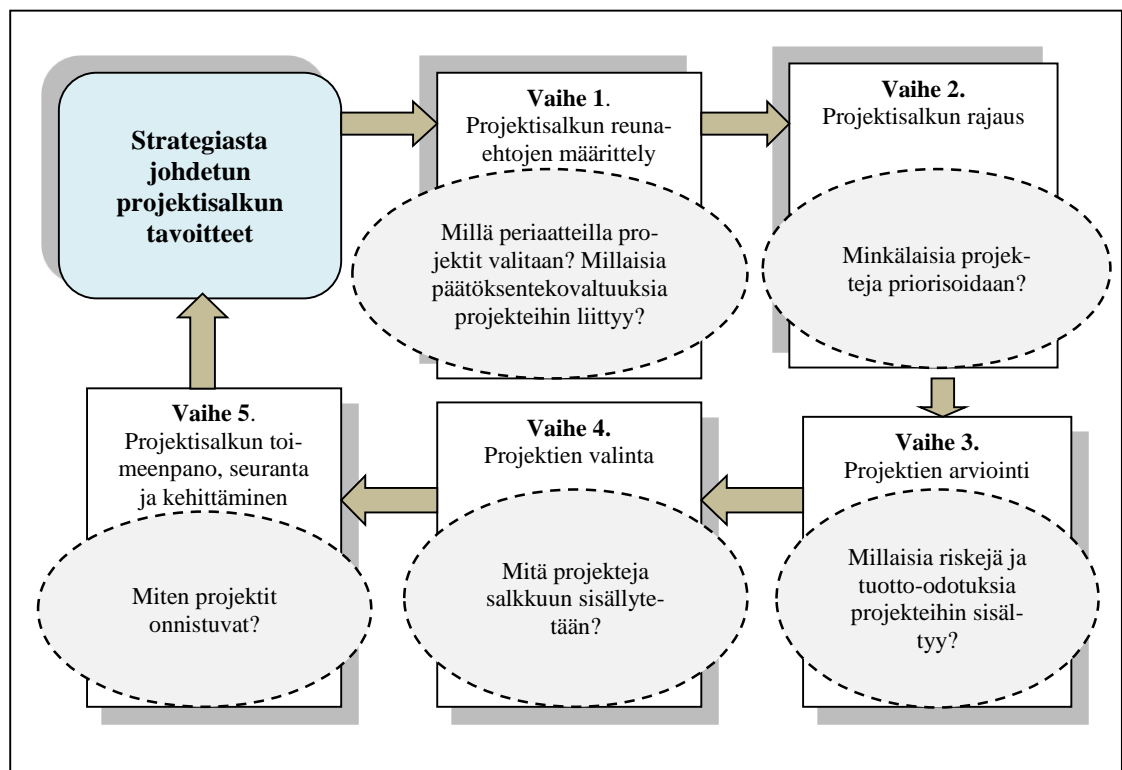 Strategiasta
johdetun
projektisalkun
tavoitteet
Vaihe 1.
Projektisalkun reuna-
ehtojen määrittely
Millä periaatteilla pro-
jektit valitaan? Millaisia
päätöksentekovaltuuksia
projekteihin liittyy?
Vaihe 2.
Projektisalkun rajaus
Minkälaisia projek-
teja priorisoidaan?
Vaihe 3.
Projektien arviointi
Millaisia riskejä ja
tuotto-odotuksia
projekteihin sisäl-
tyy?
Vaihe 4.
Projektien valinta
Mitä projekteja
salkkuun sisällyte-
tään?
Vaihe 5.
Projektisalkun toi-
meenpano, seuranta
ja kehittäminen
Miten projektit
onnistuvat?